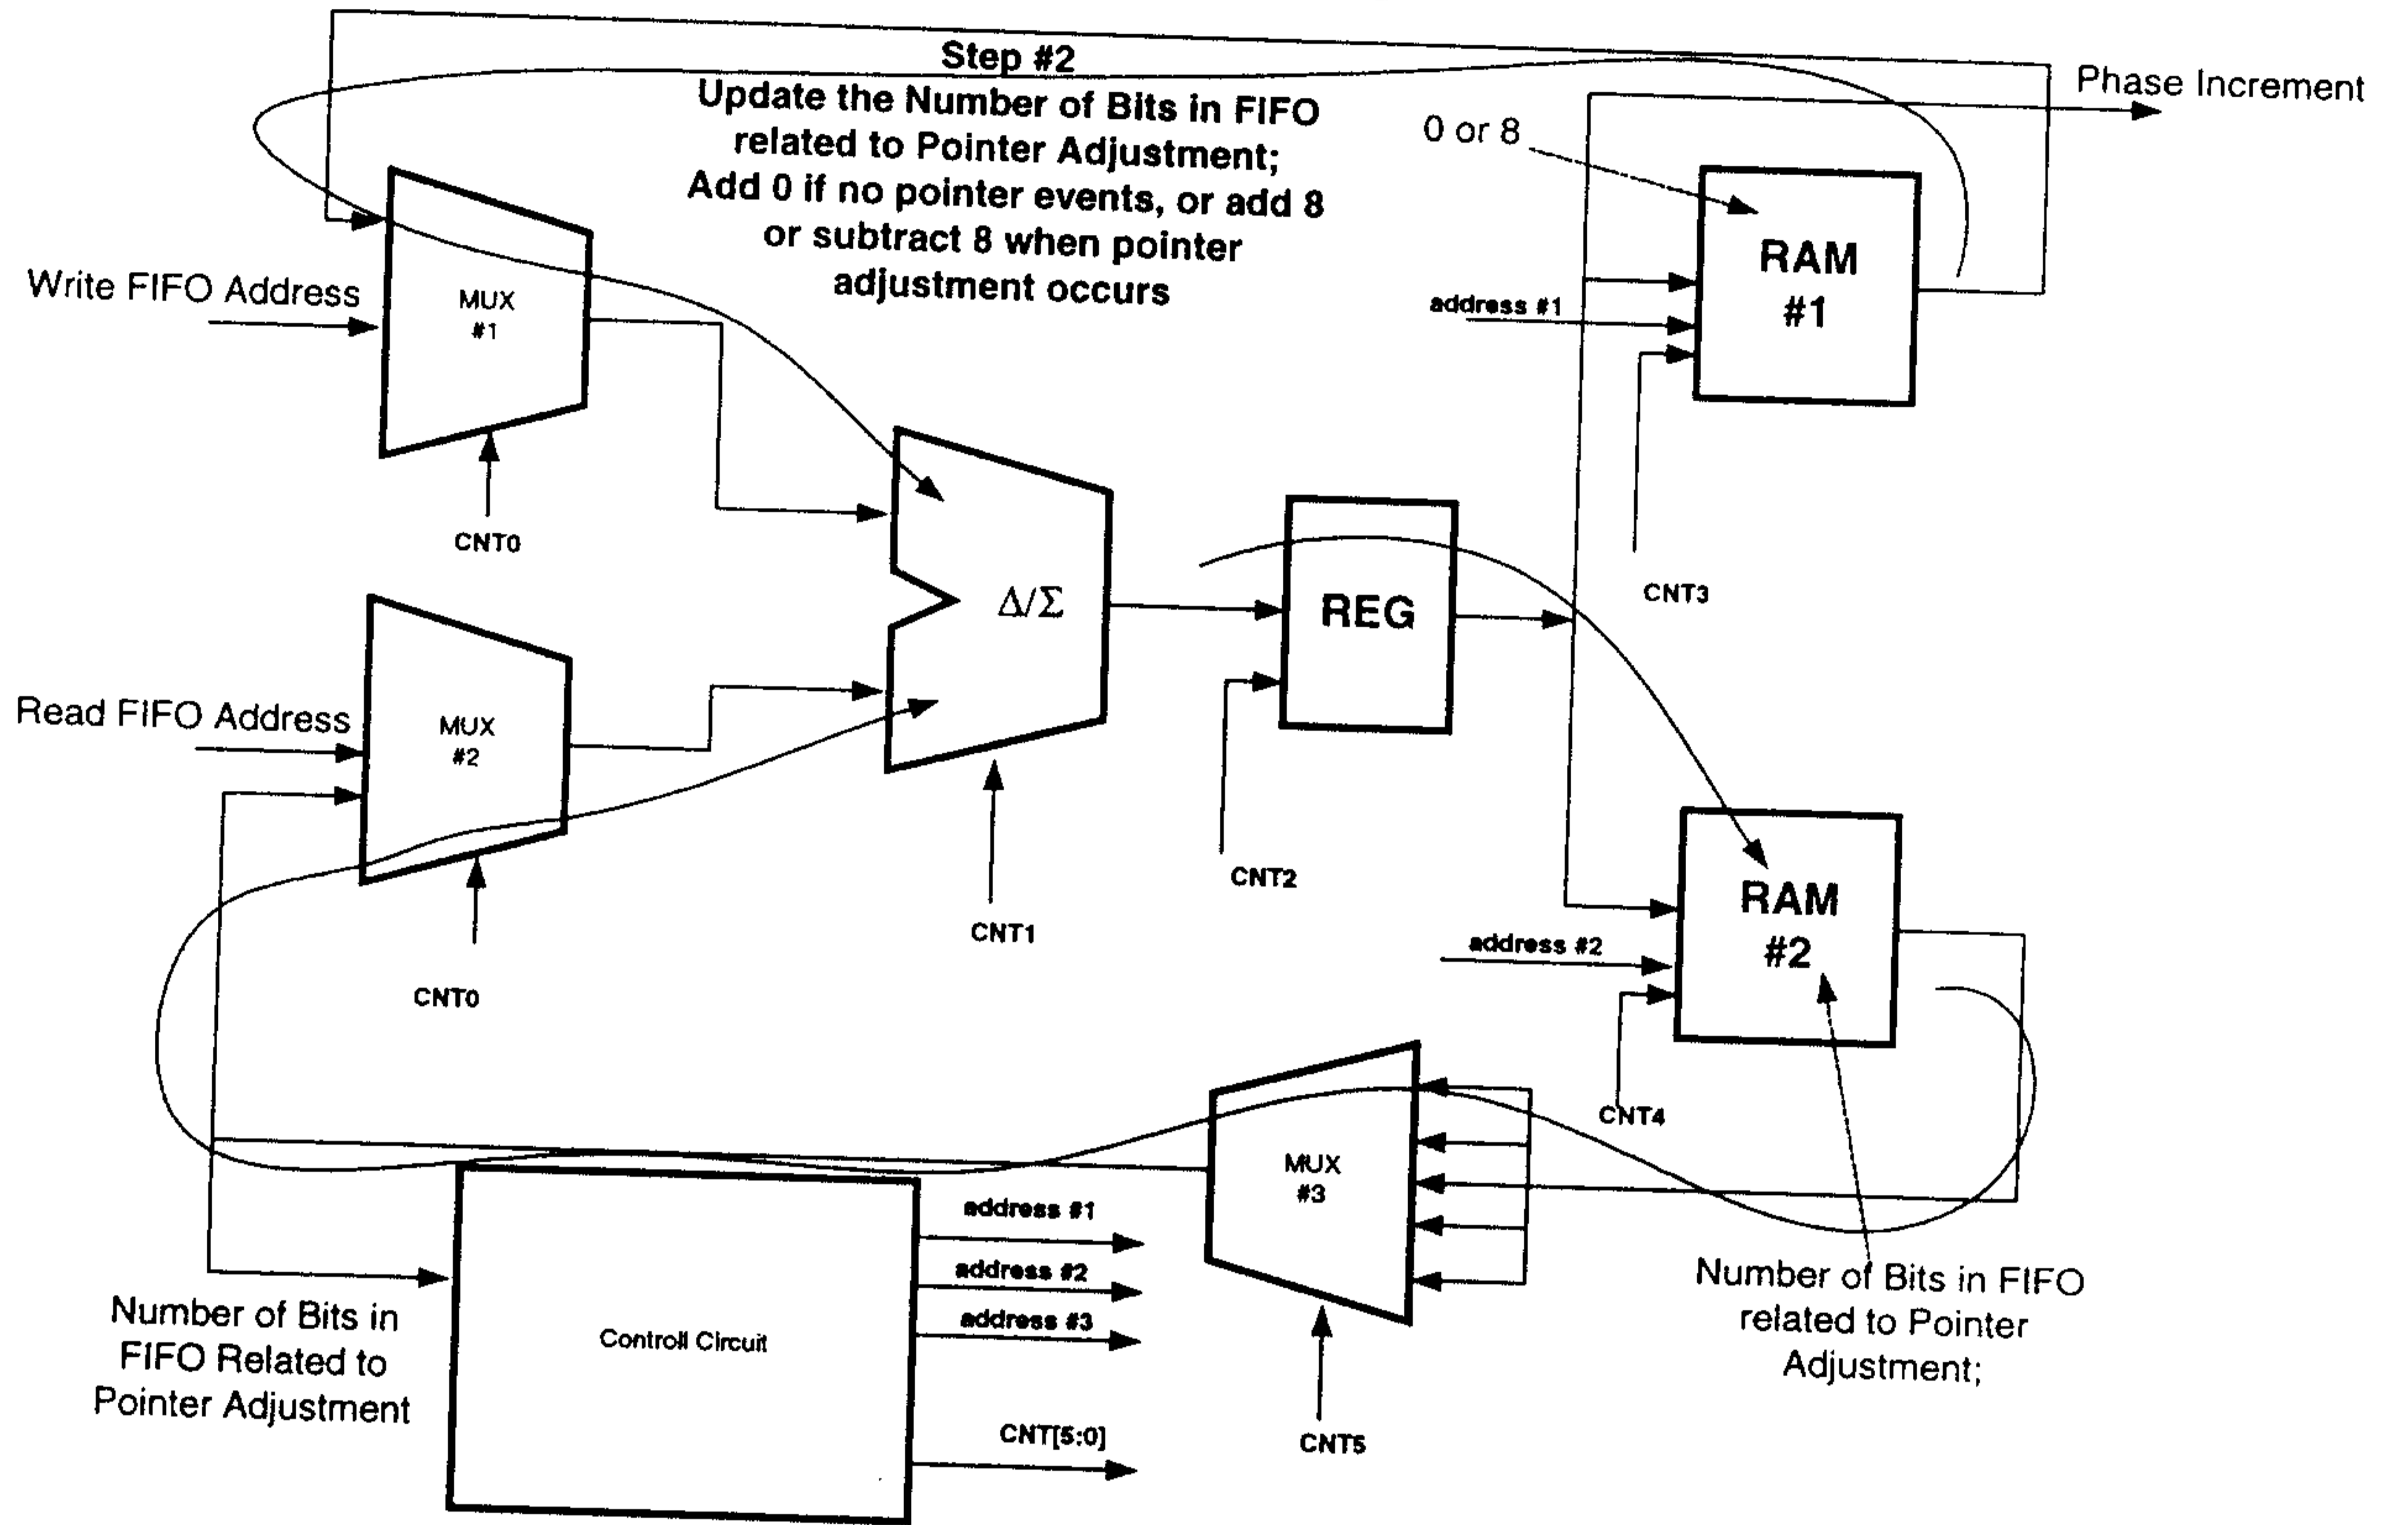 Step #2
Update the Number of Bits in FIFO
related to Pointer Adjustment;
Add 0 if no pointer events, or add 8
or subtract 8 when pointer
adjustment occurs
Phase Increment
0 or 8
RAM
#1
address #1
CNT3
Write FIFO Address
MUX
#1
CNT0
Δ/Σ
CNT1
REG
CNT2
Read FIFO Address
MUX
#2
CNT0
RAM
#2
address #2
CNT4
MUX
#3
CNT5
Number of Bits in FIFO
related to Pointer
Adjustment;
Number of Bits in
FIFO Related to
Pointer Adjustment
Controll Circuit
address #1
address #2
address #3
CNT[5:0]